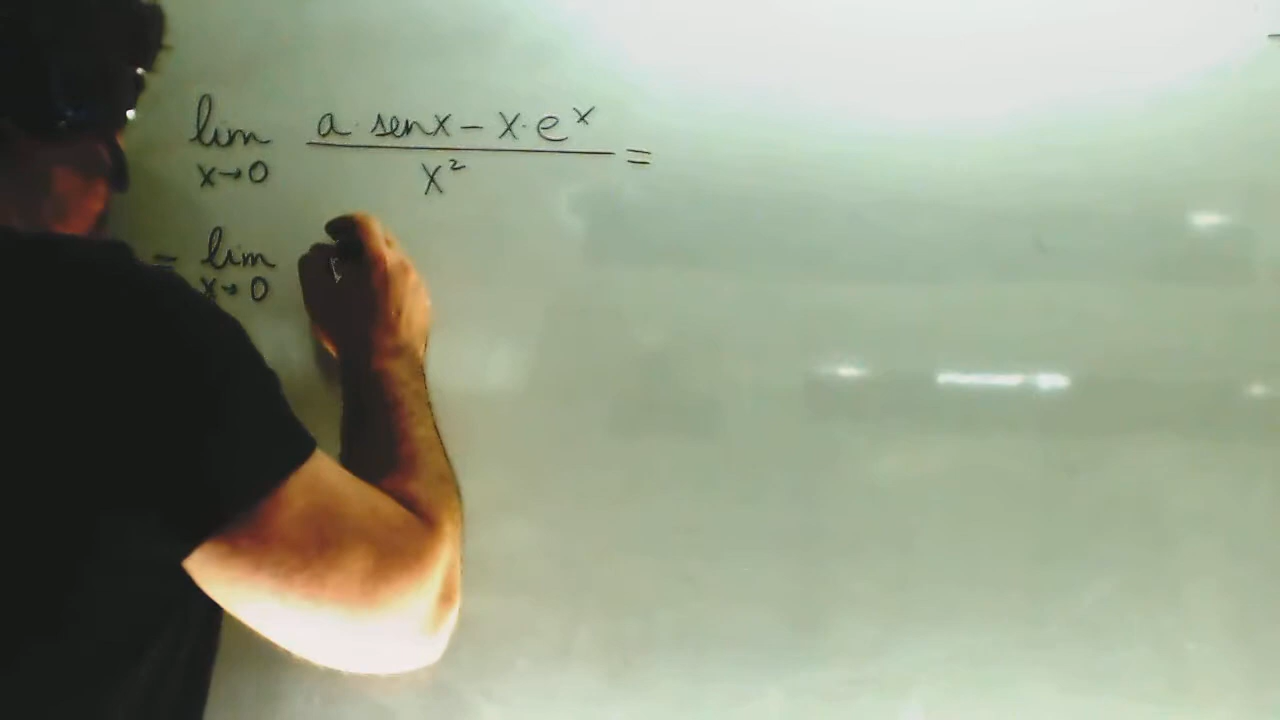 lim a · senx - x · e^x
x→0 x² =
= lim
x→0